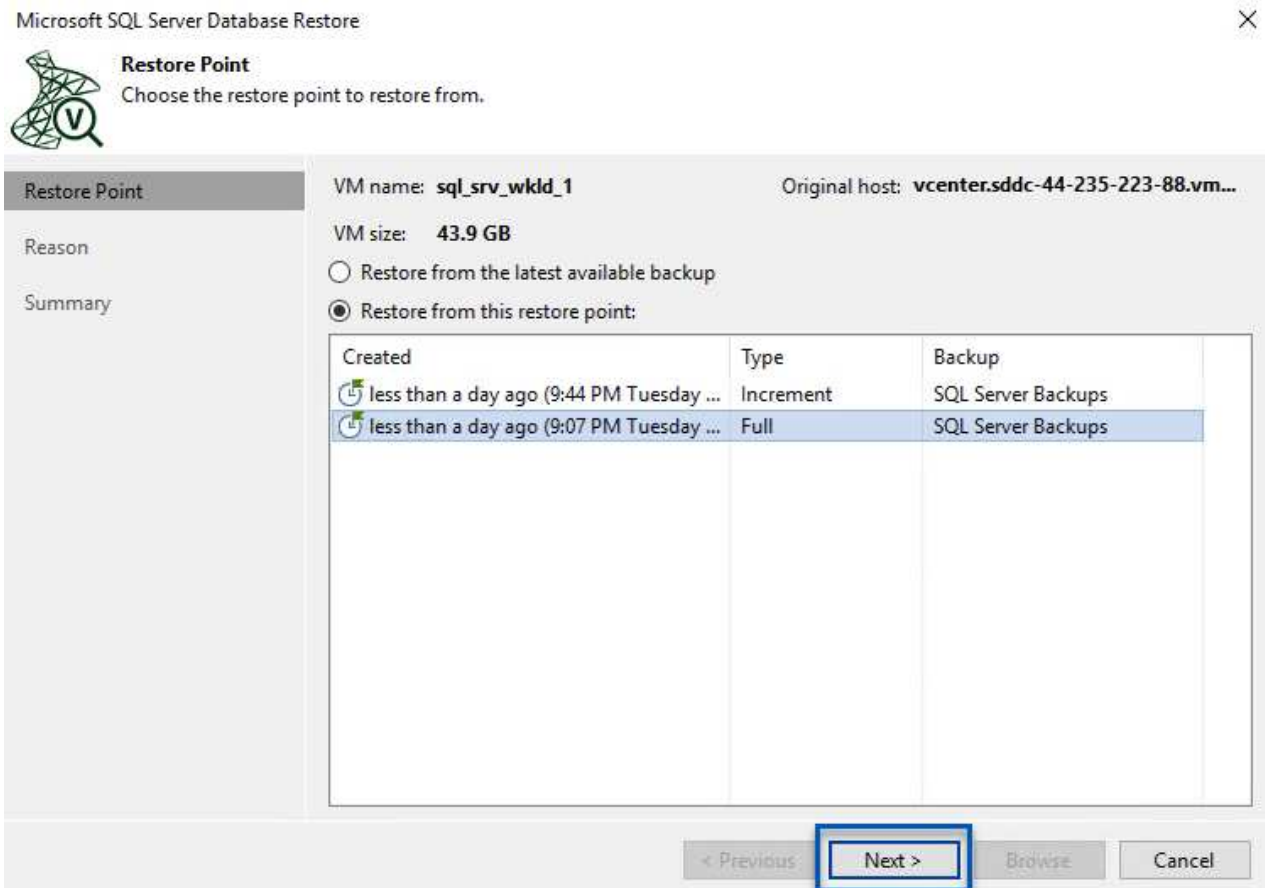 Microsoft SQL Server Database Restore
Restore Point
Choose the restore point to restore from.
V
Restore Point
Reason
Summary
VM name: sql_srv_wkld_1 Original host: vcenter.sddc-44-235-223-88.vm...
VM size: 43.9 GB
Restore from the latest available backup
Restore from this restore point:
Created Type Backup
less than a day ago (9:44 PM Tuesday ... Increment SQL Server Backups
less than a day ago (9:07 PM Tuesday ... Full SQL Server Backups
< Previous Next > Browse Cancel